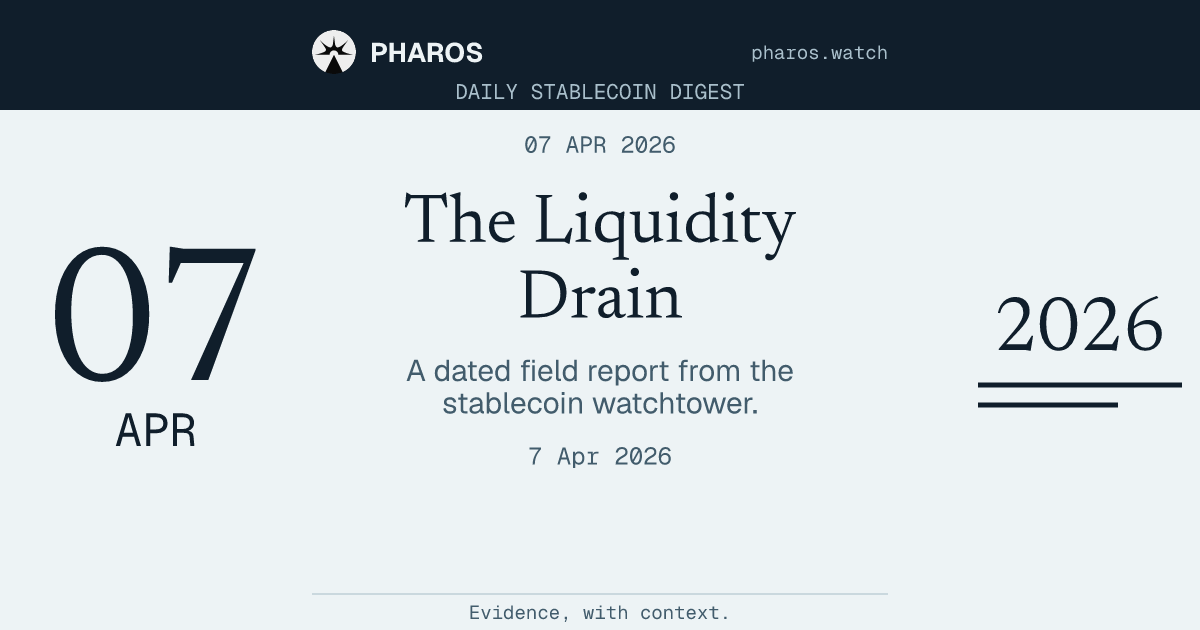 PHAROS
pharos.watch
DAILY STABLECOIN DIGEST
07 APR 2026
The Liquidity
Drain
A dated field report from the
stablecoin watchtower.
7 Apr 2026
07
APR
2026
Evidence, with context.